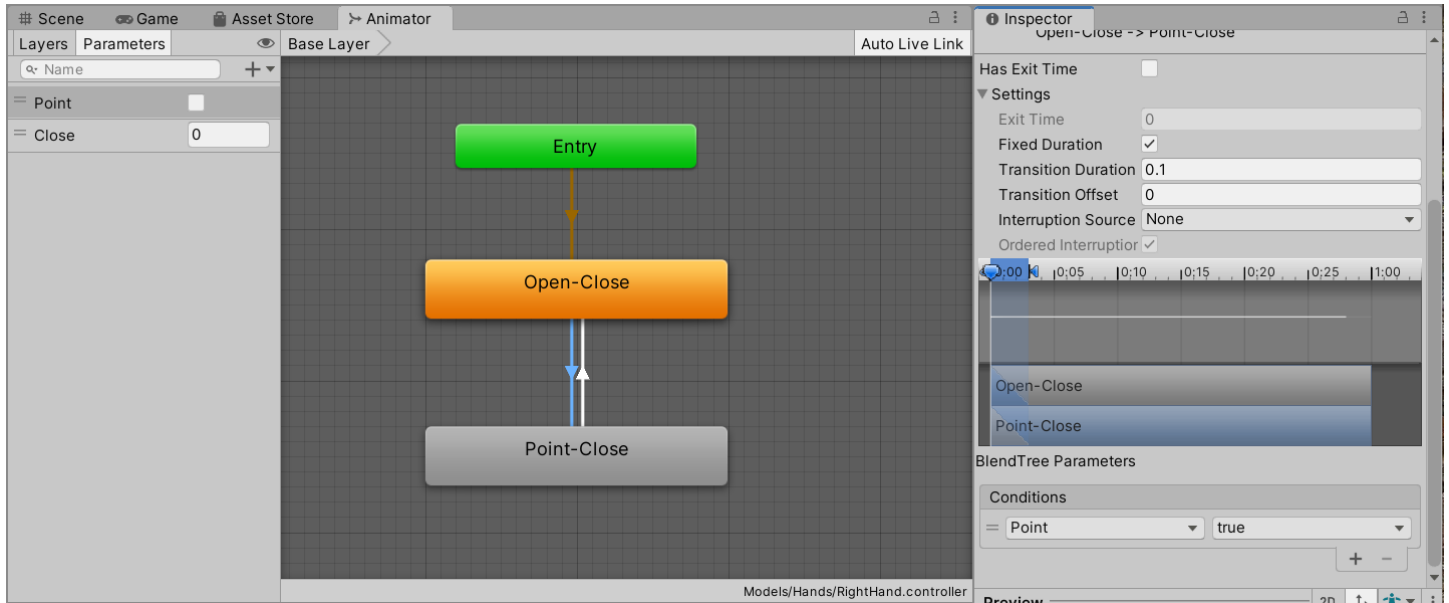 Scene
Game
Asset Store
Animator
Inspector
Layers
Parameters
Base Layer
Auto Live Link
Open-Close -> Point-Close
Name
Point
Close
0
Entry
Open-Close
Point-Close
Models/Hands/RightHand.controller
Has Exit Time
Settings
Exit Time
0
Fixed Duration
Transition Duration
0.1
Transition Offset
0
Interruption Source
None
Ordered Interruption
0:00
0:05
0:10
0:15
0:20
0:25
1:00
Open-Close
Point-Close
BlendTree Parameters
Conditions
Point
true
Preview
2D